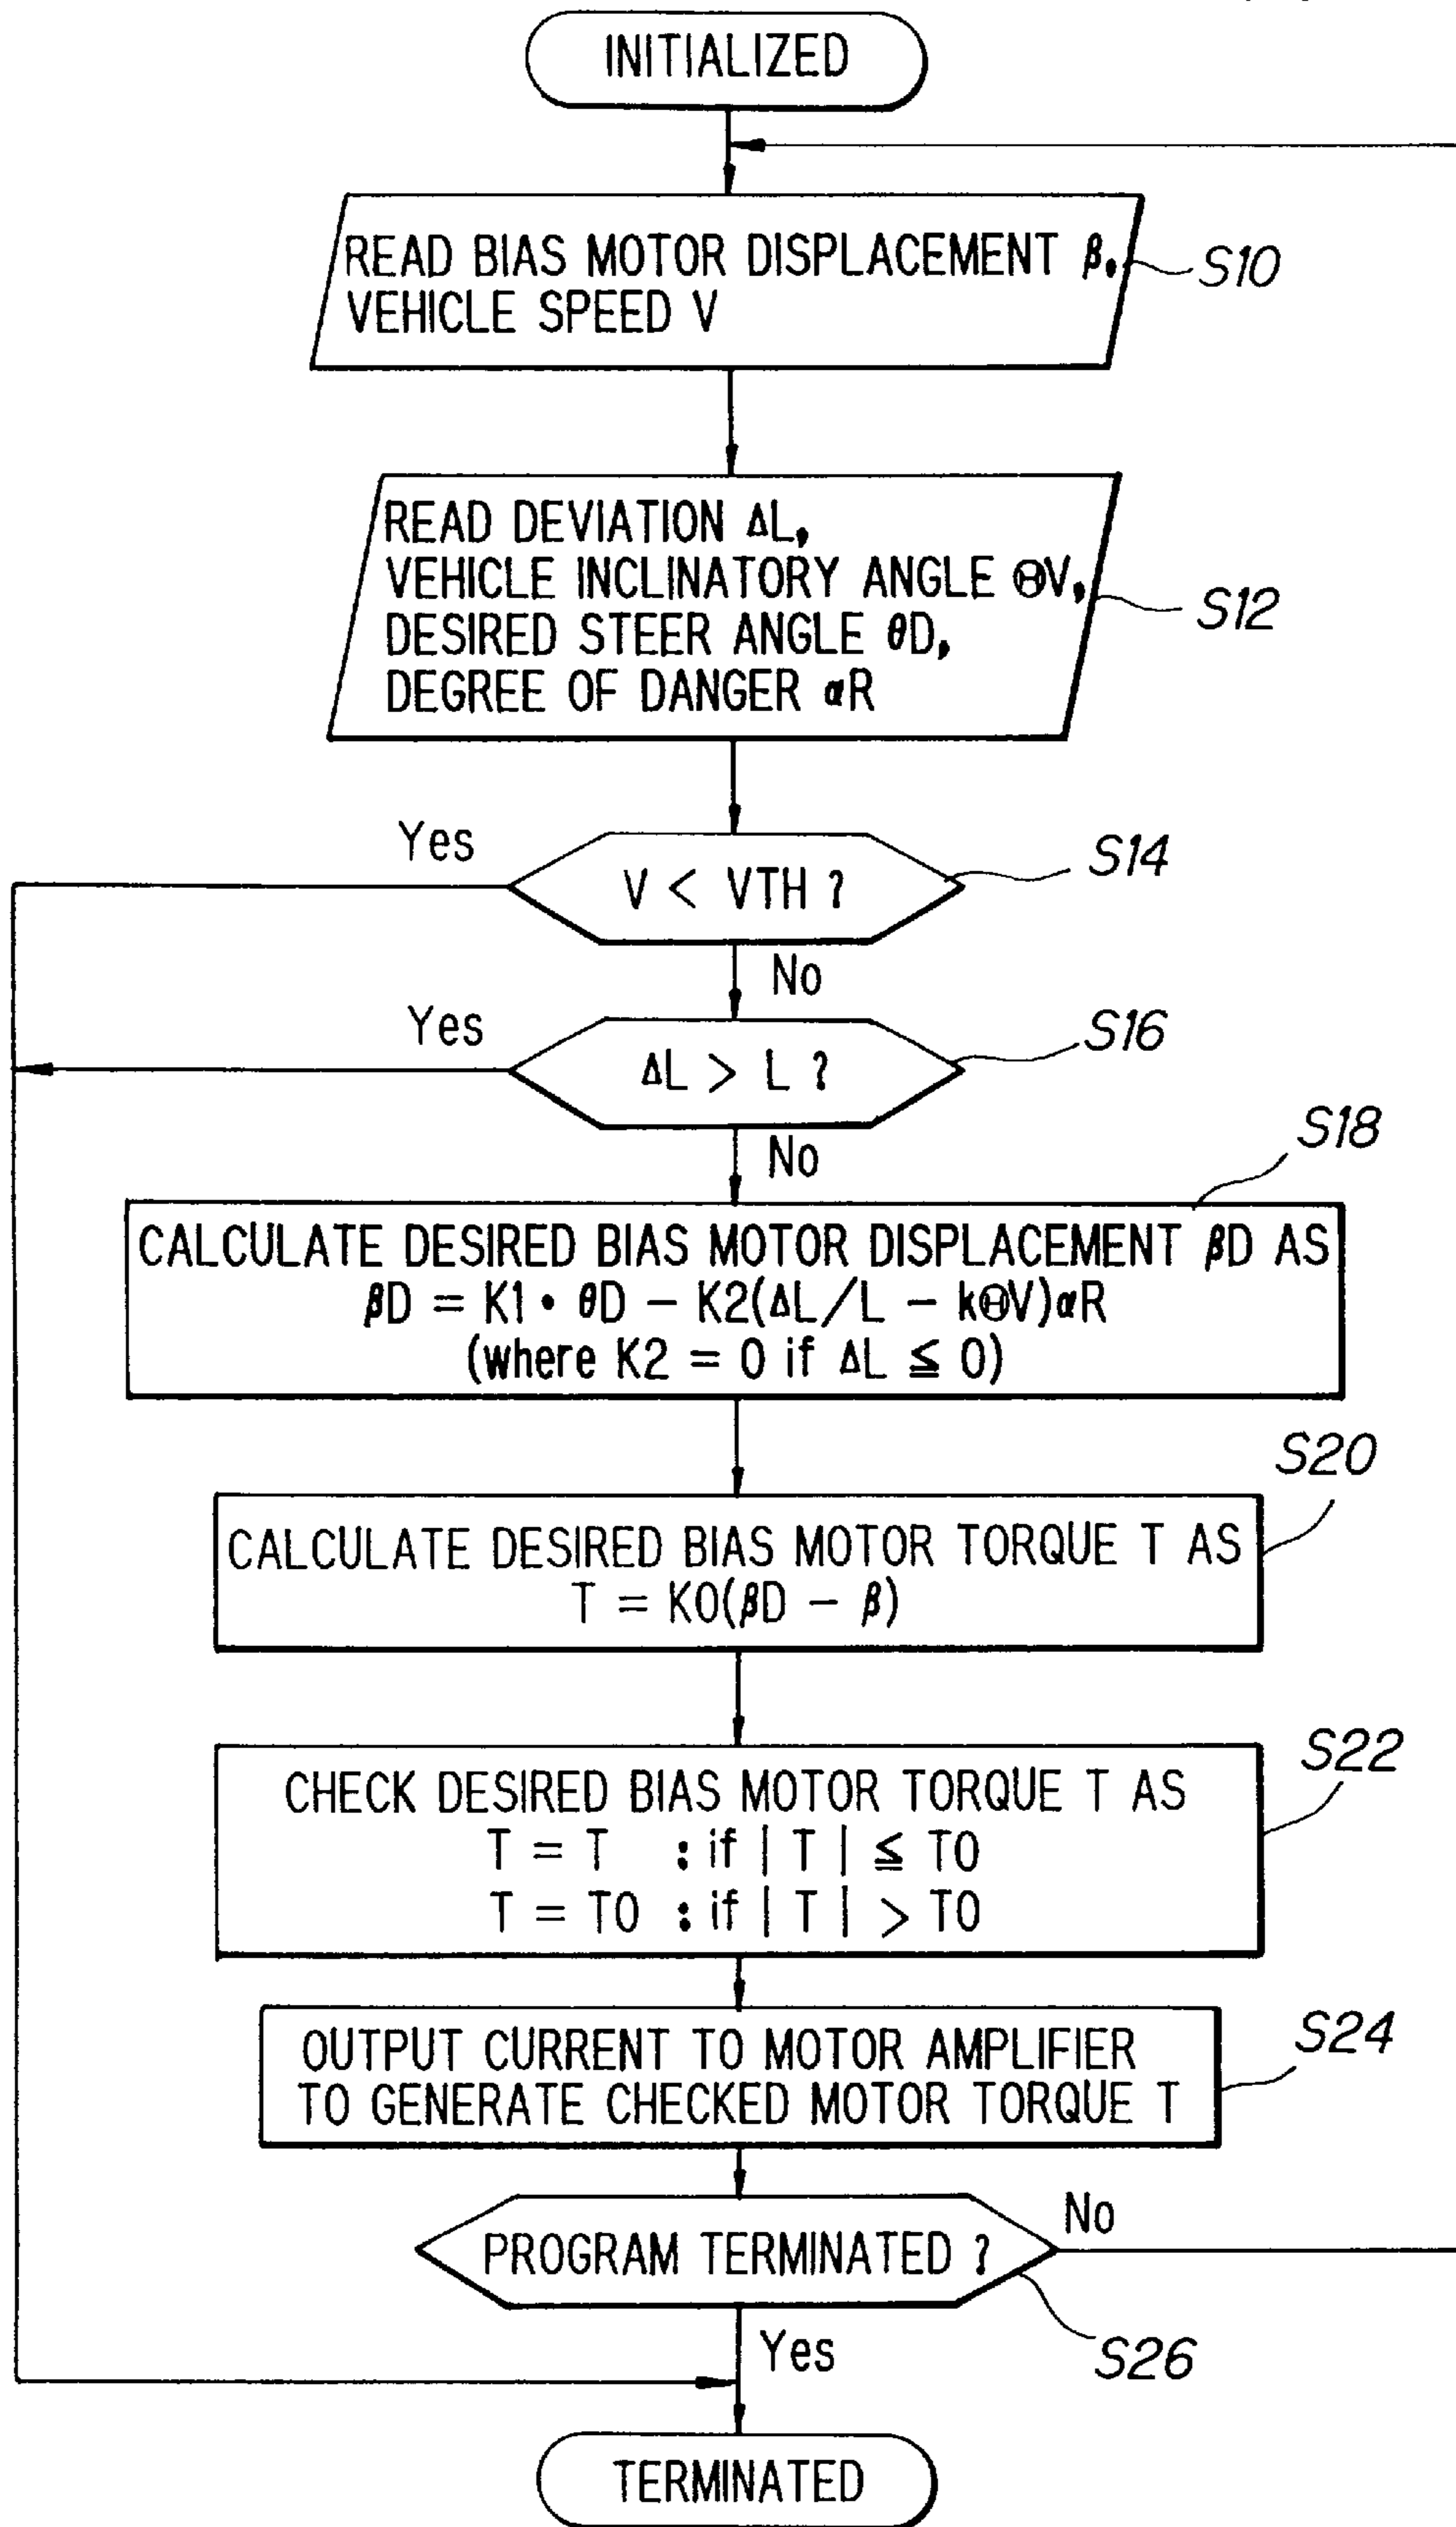 INITIALIZED
READ BIAS MOTOR DISPLACEMENT β,
VEHICLE SPEED V
S10
READ DEVIATION ΔL,
VEHICLE INCLINATORY ANGLE ΘV,
DESIRED STEER ANGLE θD,
DEGREE OF DANGER αR
S12
V < VTH ?
S14
Yes
No
ΔL > L ?
S16
Yes
No
S18
CALCULATE DESIRED BIAS MOTOR DISPLACEMENT βD AS
βD = K1 • θD − K2(ΔL/L − kΘV)αR
(where K2 = 0 if ΔL ≦ 0)
S20
CALCULATE DESIRED BIAS MOTOR TORQUE T AS
T = K0(βD − β)
S22
CHECK DESIRED BIAS MOTOR TORQUE T AS
T = T : if | T | ≦ T0
T = T0 : if | T | > T0
S24
OUTPUT CURRENT TO MOTOR AMPLIFIER
TO GENERATE CHECKED MOTOR TORQUE T
PROGRAM TERMINATED ?
No
S26
Yes
TERMINATED